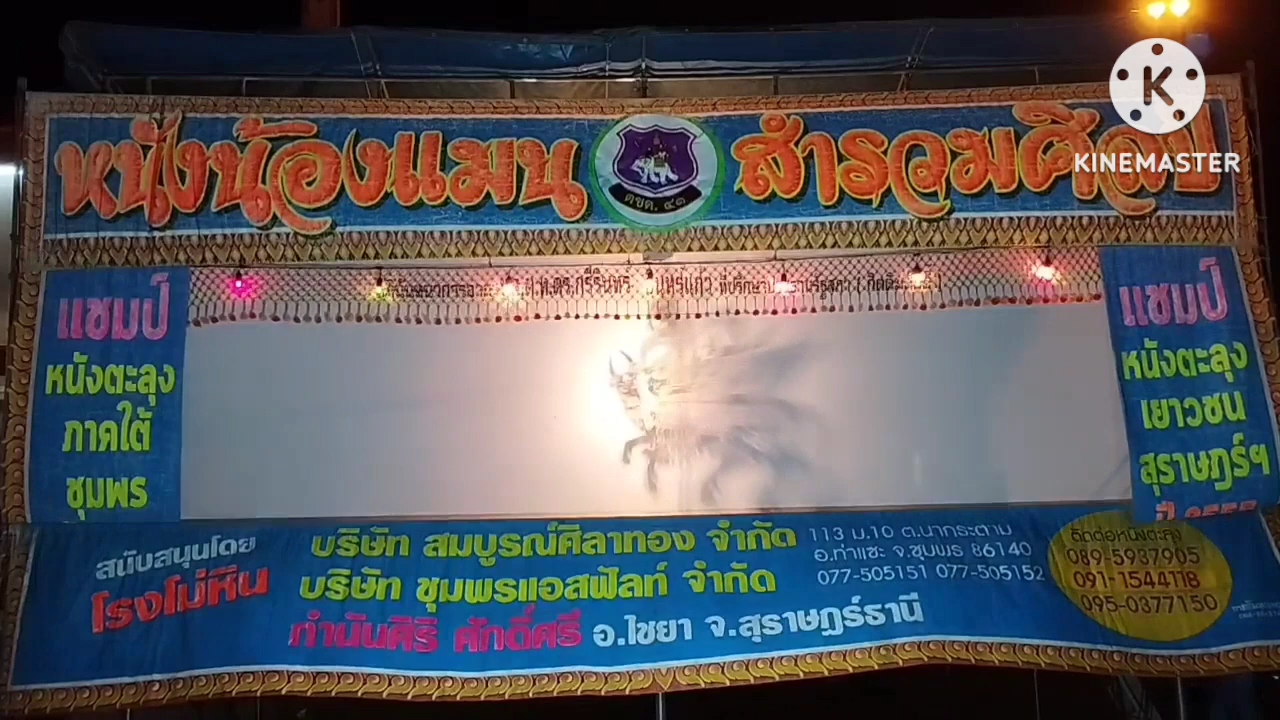 KINEMASTER
หนังน้องแมน สำรวมศิลป์
ตชด. ๔๑
แชมป์
หนังตะลุง
ภาคใต้
ชุมพร
แชมป์
หนังตะลุง
เยาวชน
สุราษฎร์ฯ
สนับสนุนโดย
โรงโม่หิน
บริษัท สมบูรณ์ศิลาทอง จำกัด
บริษัท ชุมพรแอสฟัลท์ จำกัด
กำนันศิริ ศักดิ์ศรี อ.ไชยา จ.สุราษฎร์ธานี
113 ม.10 ต.นากระตาม
อ.ท่าแซะ จ.ชุมพร 86140
077-505151 077-505152
ติดต่อหนังตะลุง
089-5937905
091-1544118
095-0377150